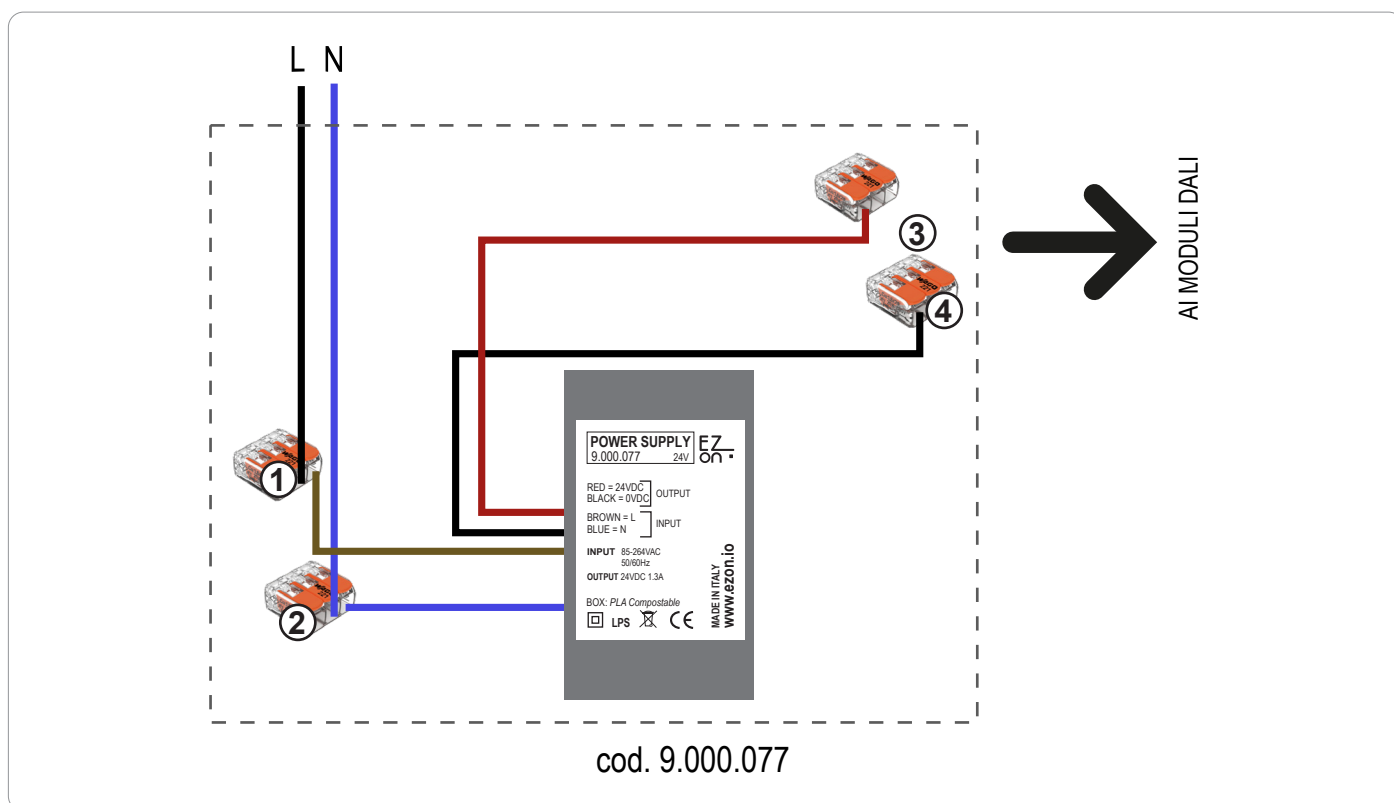 L N
3
4
AI MODULI DALI
1
2
POWER SUPPLY
9.000.077 24V
EZ
on.
RED = 24VDC
BLACK = 0VDC
OUTPUT
BROWN = L
BLUE = N
INPUT
INPUT 85-264VAC
50/60Hz
OUTPUT 24VDC 1.3A
BOX: PLA Compostable
LPS CE
MADE IN ITALY
www.ezon.io
cod. 9.000.077